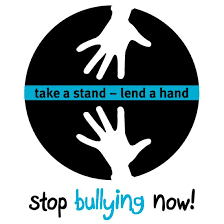 take a stand – lend a hand
stop bullying now!